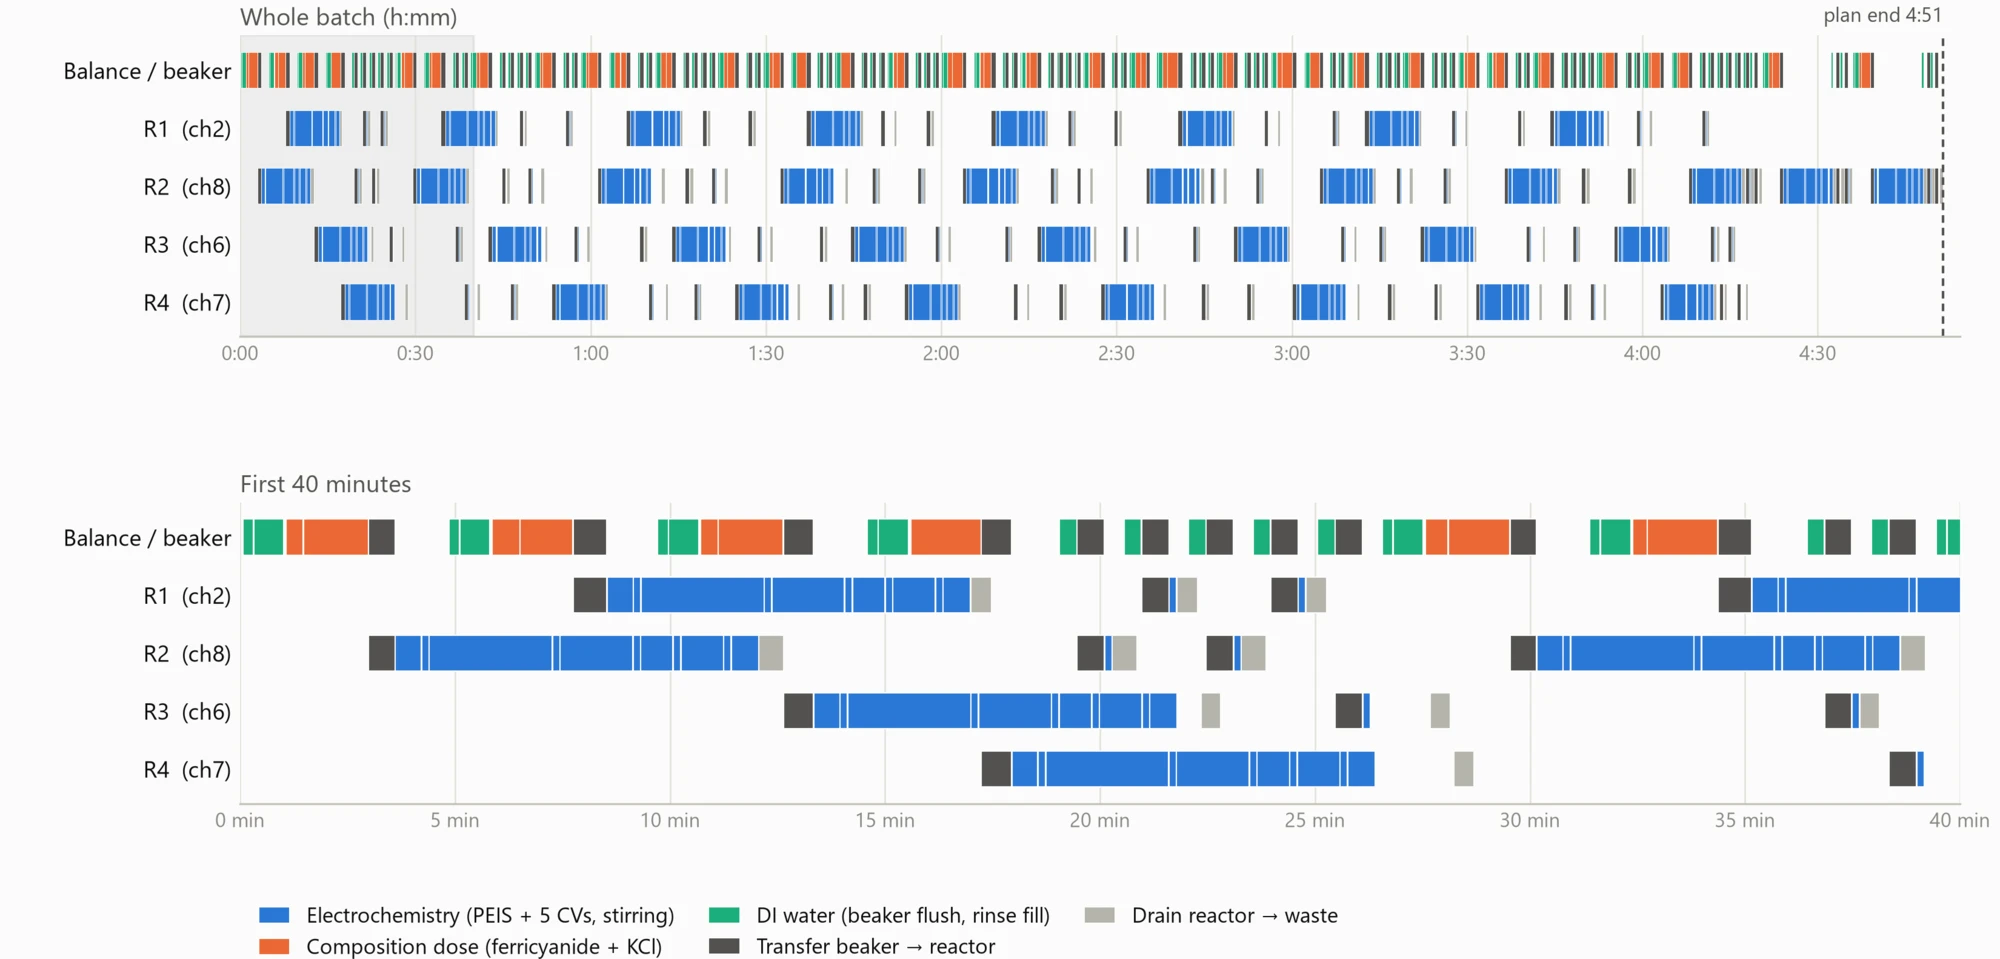 Whole batch (h:mm)
plan end 4:51
Balance / beaker
R1 (ch2)
R2 (ch8)
R3 (ch6)
R4 (ch7)
0:00 0:30 1:00 1:30 2:00 2:30 3:00 3:30 4:00 4:30
First 40 minutes
Balance / beaker
R1 (ch2)
R2 (ch8)
R3 (ch6)
R4 (ch7)
0 min 5 min 10 min 15 min 20 min 25 min 30 min 35 min 40 min
Electrochemistry (PEIS + 5 CVs, stirring) DI water (beaker flush, rinse fill) Drain reactor → waste
Composition dose (ferricyanide + KCl) Transfer beaker → reactor